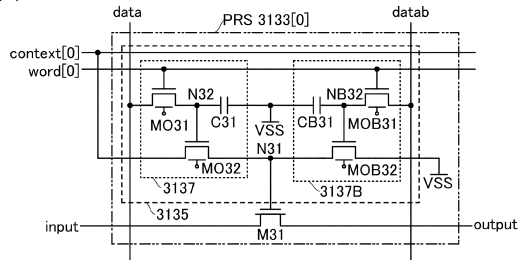 data
datab
PRS 3133[0]
context[0]
word[0]
N32
NB32
MO31
C31
VSS
CB31
MOB31
MO32
N31
MOB32
3137
3137B
VSS
3135
input
M31
output